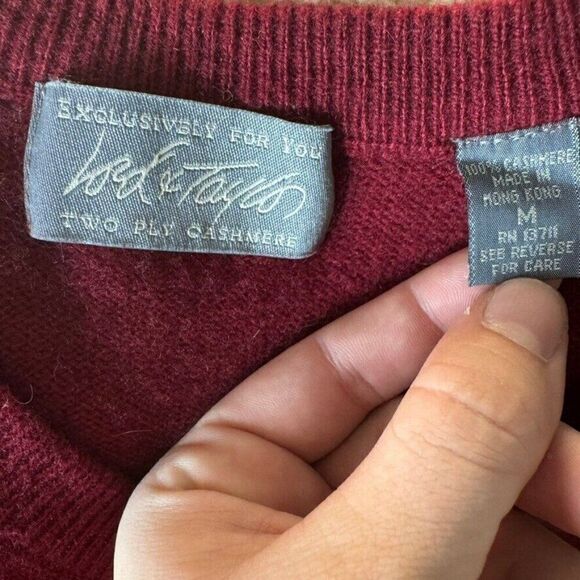 EXCLUSIVELY FOR YOU
Lord & Taylor
TWO PLY CASHMERE
100% CASHMERE
MADE IN
HONG KONG
M
RN 13711
SEE REVERSE
FOR CARE